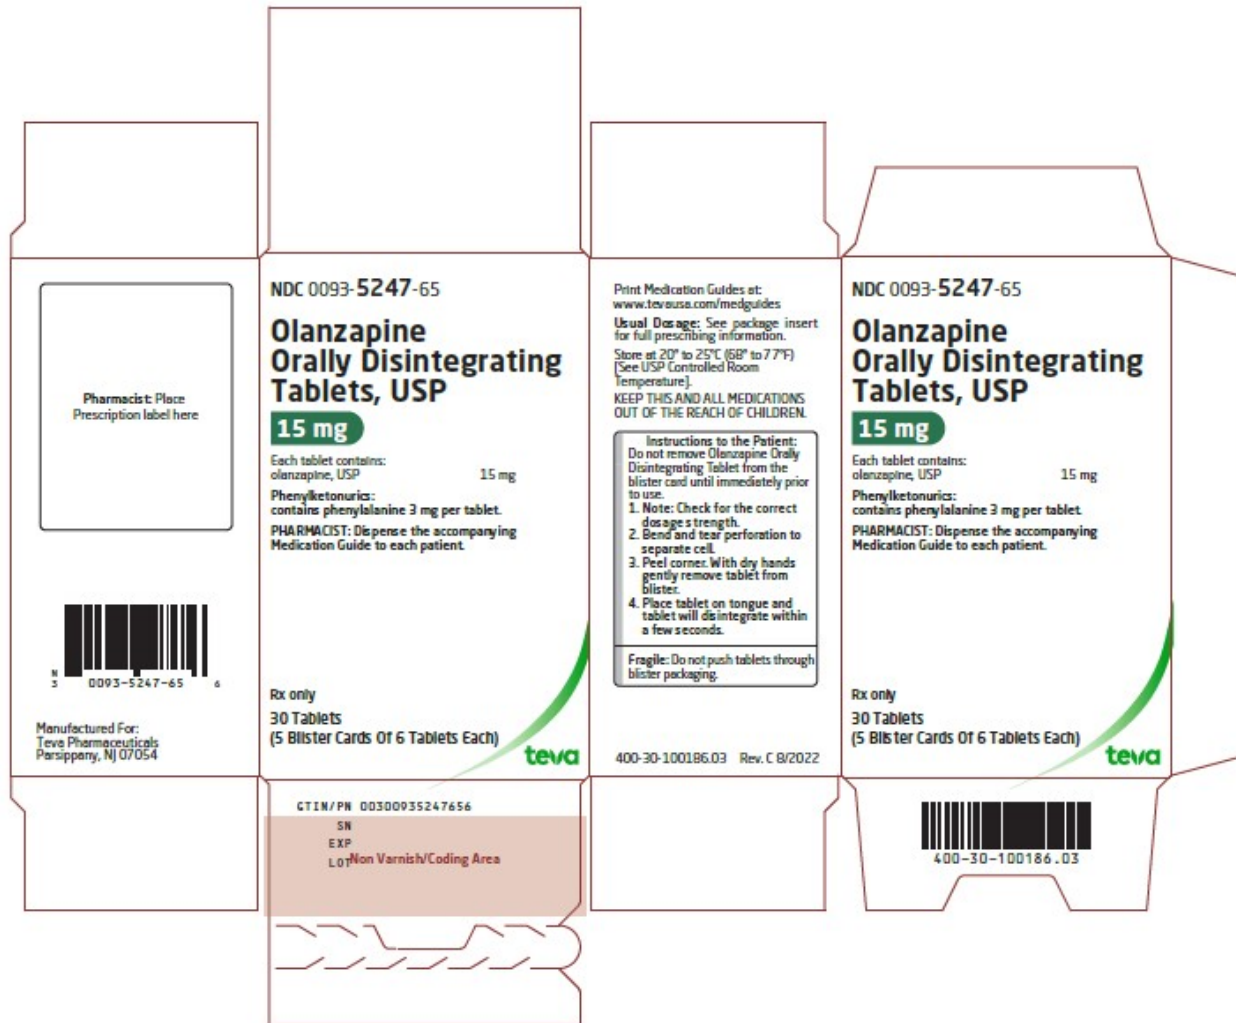 Pharmacist: Place
Prescription label here
N
3 0093-5247-65 6
Manufactured For:
Teva Pharmaceuticals
Parsippany, NJ 07054
NDC 0093-5247-65
Olanzapine
Orally Disintegrating
Tablets, USP
15 mg
Each tablet contains:
olanzapine, USP 15 mg
Phenylketonurics:
contains phenylalanine 3 mg per tablet.
PHARMACIST: Dispense the accompanying
Medication Guide to each patient.
Rx only
30 Tablets
(5 Blister Cards Of 6 Tablets Each)
teva
GTIN/PN 00300935247656
SN
EXP
LOT
Non Varnish/Coding Area
Print Medication Guides at:
www.tevausa.com/medguides
Usual Dosage: See package insert
for full prescribing information.
Store at 20° to 25°C (68° to 77°F)
[See USP Controlled Room
Temperature].
KEEP THIS AND ALL MEDICATIONS
OUT OF THE REACH OF CHILDREN.
Instructions to the Patient:
Do not remove Olanzapine Orally
Disintegrating Tablet from the
blister card until immediately prior
to use.
1. Note: Check for the correct
dosage strength.
2. Bend and tear perforation to
separate cell.
3. Peel corner. With dry hands
gently remove tablet from
blister.
4. Place tablet on tongue and
tablet will disintegrate within
a few seconds.
Fragile: Do not push tablets through
blister packaging.
400-30-100186.03 Rev. C 8/2022
NDC 0093-5247-65
Olanzapine
Orally Disintegrating
Tablets, USP
15 mg
Each tablet contains:
olanzapine, USP 15 mg
Phenylketonurics:
contains phenylalanine 3 mg per tablet.
PHARMACIST: Dispense the accompanying
Medication Guide to each patient.
Rx only
30 Tablets
(5 Blister Cards Of 6 Tablets Each)
teva
400-30-100186.03